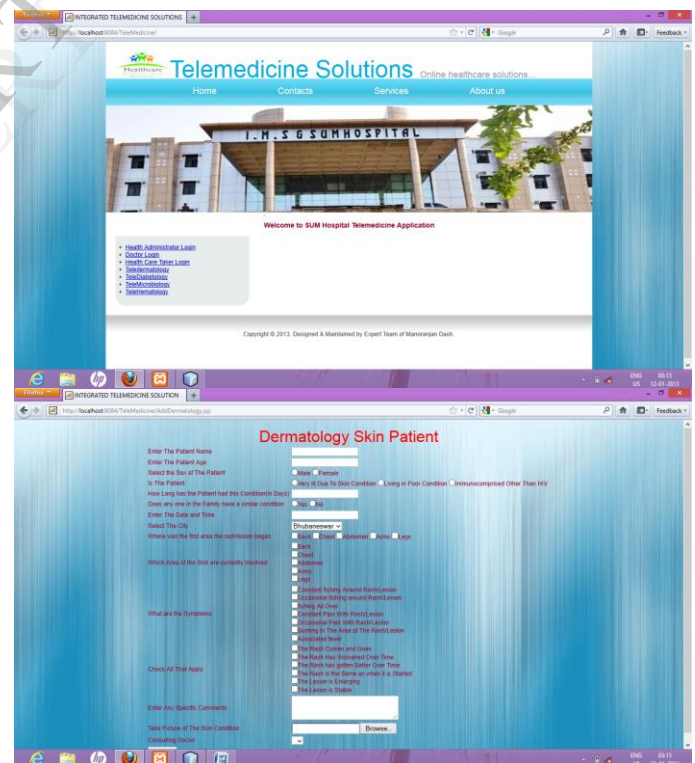 Firefox
INTEGRATED TELEMEDICINE SOLUTIONS
http://localhost:8084/TeleMedicine/
Google
Feedback
Healthcare
Telemedicine Solutions Online healthcare solutions...
Home Contacts Services About us
I.M.S & SUM HOSPITAL
Welcome to SUM Hospital Telemedicine Application
Health Administrator Login
Doctor Login
Health Care Taker Login
Teledermatology
TeleDiabetology
TeleMicrobiology
TeleHematology
Copyright © 2013. Designed & Maintained by Expert Team of Manoranjan Dash.
ENG 03:13
US 12-01-2013
Firefox
INTEGRATED TELEMEDICINE SOLUTION
http://localhost:8084/TeleMedicine/AddDermatology.jsp
Google
Feedback
Dermatology Skin Patient
Enter The Patient Name
Enter The Patient Age
Select the Sex of The Patient Male Female
Is The Patient Very Ill Due To Skin Condition Living in Poor Condition Immunocomprised Other Than HIV
How Long has the Patient had this Condition(in Days)
Does any one in the Family have a similar condition Yes No
Enter The Date and Time
Select The City Bhubaneswar
Where was the first area the rash/lesion began Back Chest Abdomen Arms Legs
Which Area of the Skin are currently Involved
Back
Chest
Abdomen
Arms
Legs
What are the Symptoms
Constant Itching Around Rash/Lesion
Occasional Itching around Rash/Lesion
Itching All Over
Constant Pain With Rash/Lesion
Occasional Pain With Rash/Lesion
Burning In The Area of The Rash/Lesion
Associated fever
Check All That Apply
The Rash Comes and Goes
The Rash Has Worsened Over Time
The Rash has gotten Better Over Time
The Rash is the Same as when it is Started
The Lesion is Enlarging
The Lesion is Stable
Enter Any Specific Comments
Take Picture of The Skin Condition Browse...
Consulting Doctor
ENG 03:15
US 12-01-2013